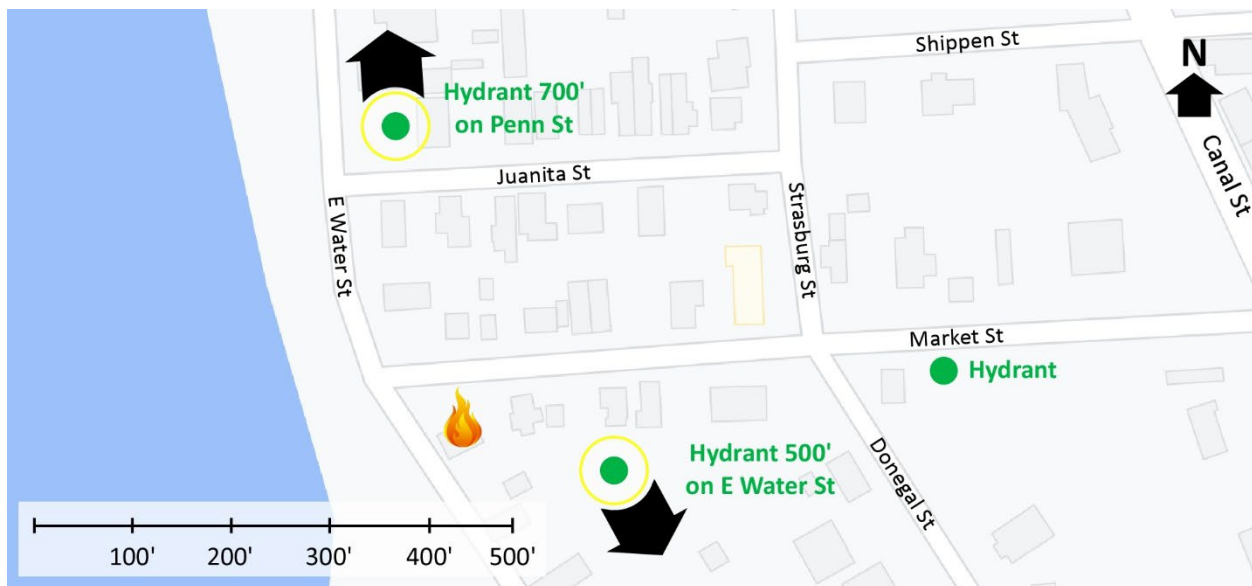 Shippen St
N
Hydrant 700'
on Penn St
Canal St
Juanita St
E Water St
Strasburg St
Market St
Hydrant
Hydrant 500'
on E Water St
Donegal St
100' 200' 300' 400' 500'